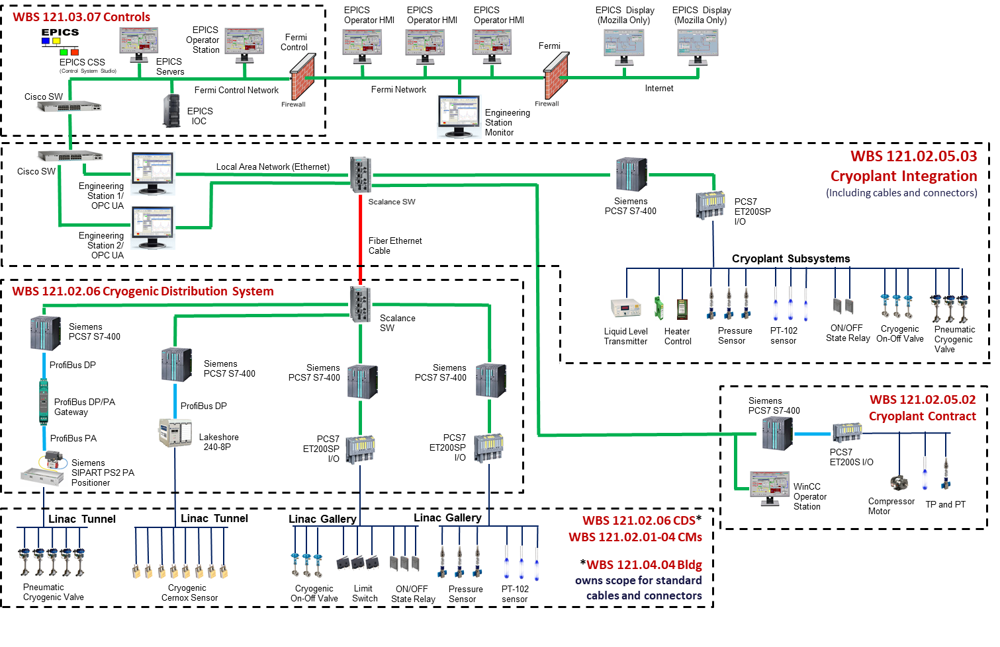 WBS 121.03.07 Controls
EPICS
EPICS CSS
(Control System Studio)
EPICS
Operator
Station
EPICS
Servers
Fermi
Control
Fermi Control Network
Firewall
Cisco SW
EPICS
IOC
EPICS
Operator HMI
EPICS
Operator HMI
EPICS
Operator HMI
Fermi Network
Engineering
Station
Monitor
Fermi
Firewall
EPICS Display
(Mozilla Only)
EPICS Display
(Mozilla Only)
Internet
Cisco SW
Engineering
Station 1/
OPC UA
Engineering
Station 2/
OPC UA
Local Area Network (Ethernet)
Scalance SW
Fiber Ethernet
Cable
Siemens
PCS7 S7-400
PCS7
ET200SP
I/O
WBS 121.02.05.03
Cryoplant Integration
(Including cables and connectors)
Cryoplant Subsystems
Liquid Level
Transmitter
Heater
Control
Pressure
Sensor
PT-102
sensor
ON/OFF
State Relay
Cryogenic
On-Off Valve
Pneumatic
Cryogenic
Valve
WBS 121.02.06 Cryogenic Distribution System
Scalance
SW
Siemens
PCS7 S7-400
ProfiBus DP
ProfiBus DP/PA
Gateway
ProfiBus PA
Siemens
SIPART PS2 PA
Positioner
Siemens
PCS7 S7-400
ProfiBus DP
Lakeshore
240-8P
Siemens
PCS7 S7-400
PCS7
ET200SP
I/O
Siemens
PCS7 S7-400
PCS7
ET200SP
I/O
WBS 121.02.05.02
Cryoplant Contract
Siemens
PCS7 S7-400
PCS7
ET200S I/O
WinCC
Operator
Station
Compressor
Motor
TP and PT
Linac Tunnel
Pneumatic
Cryogenic Valve
Linac Tunnel
Cryogenic
Cernox Sensor
Linac Gallery
Cryogenic
On-Off Valve
Limit
Switch
ON/OFF
State Relay
Linac Gallery
Pressure
Sensor
PT-102
sensor
WBS 121.02.06 CDS*
WBS 121.02.01-04 CMs
*WBS 121.04.04 Bldg
owns scope for standard
cables and connectors